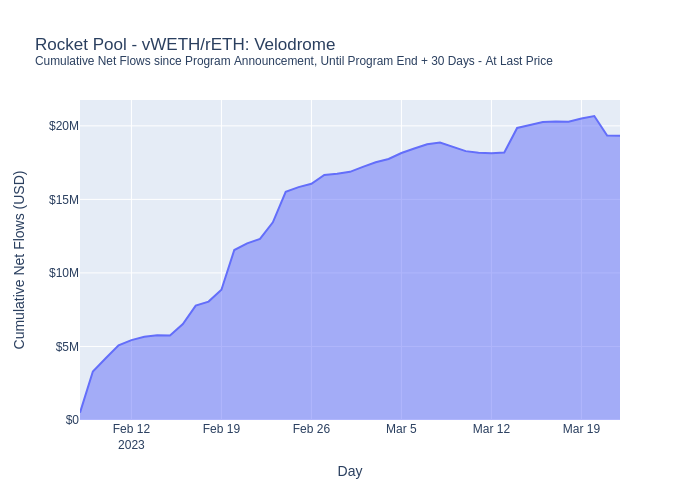 Rocket Pool - vWETH/rETH: Velodrome
Cumulative Net Flows since Program Announcement, Until Program End + 30 Days - At Last Price
Cumulative Net Flows (USD)
$20M
$15M
$10M
$5M
$0
Feb 12
2023
Feb 19
Feb 26
Mar 5
Mar 12
Mar 19
Day